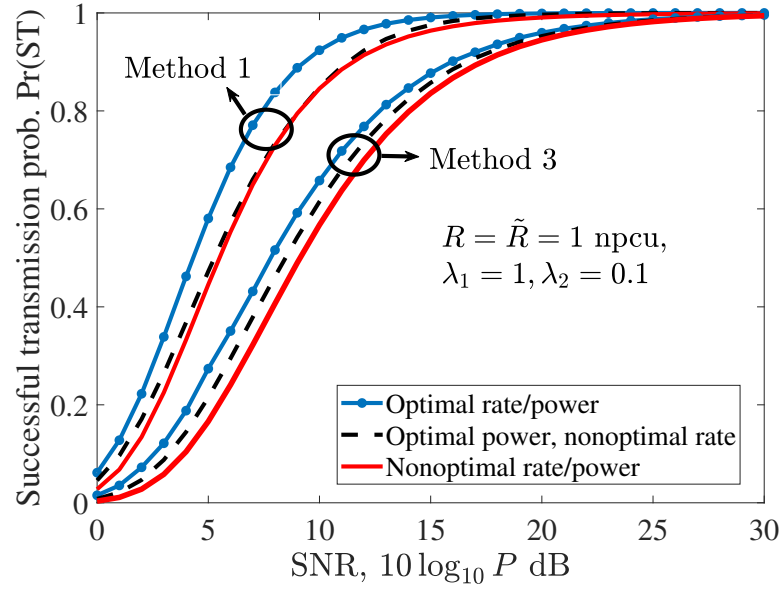 Successful transmission prob. Pr(ST)
1
0.8
0.6
0.4
0.2
0
Method 1
Method 3
R = R̃ = 1 npcu,
λ₁ = 1, λ₂ = 0.1
Optimal rate/power
Optimal power, nonoptimal rate
Nonoptimal rate/power
0 5 10 15 20 25 30
SNR, 10 log₁₀ P dB